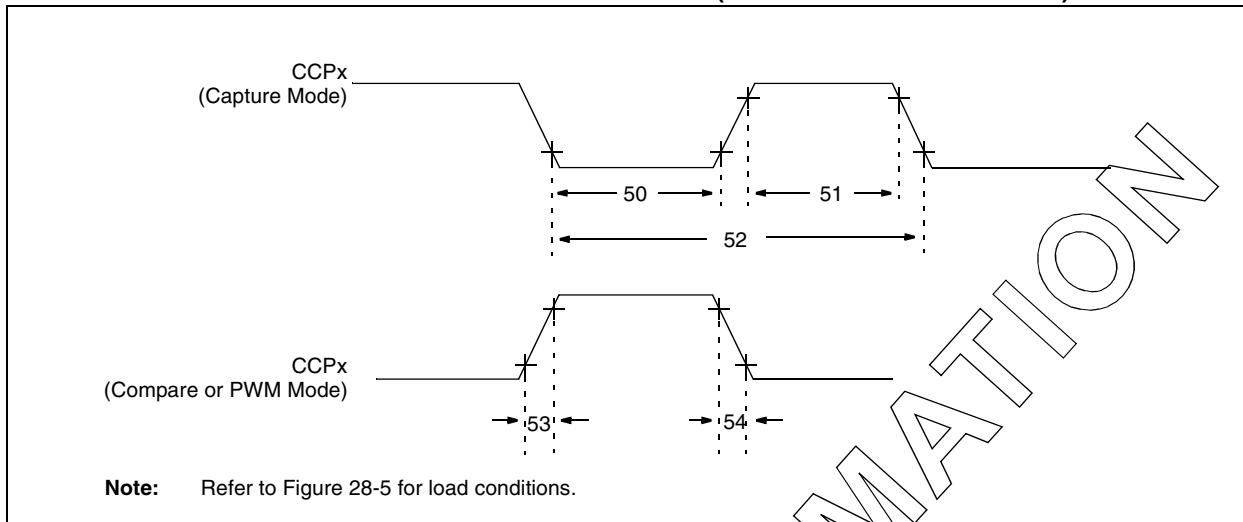 CCPx
(Capture Mode)
50
51
52
CCPx
(Compare or PWM Mode)
53
54
Note: Refer to Figure 28-5 for load conditions.
MATION